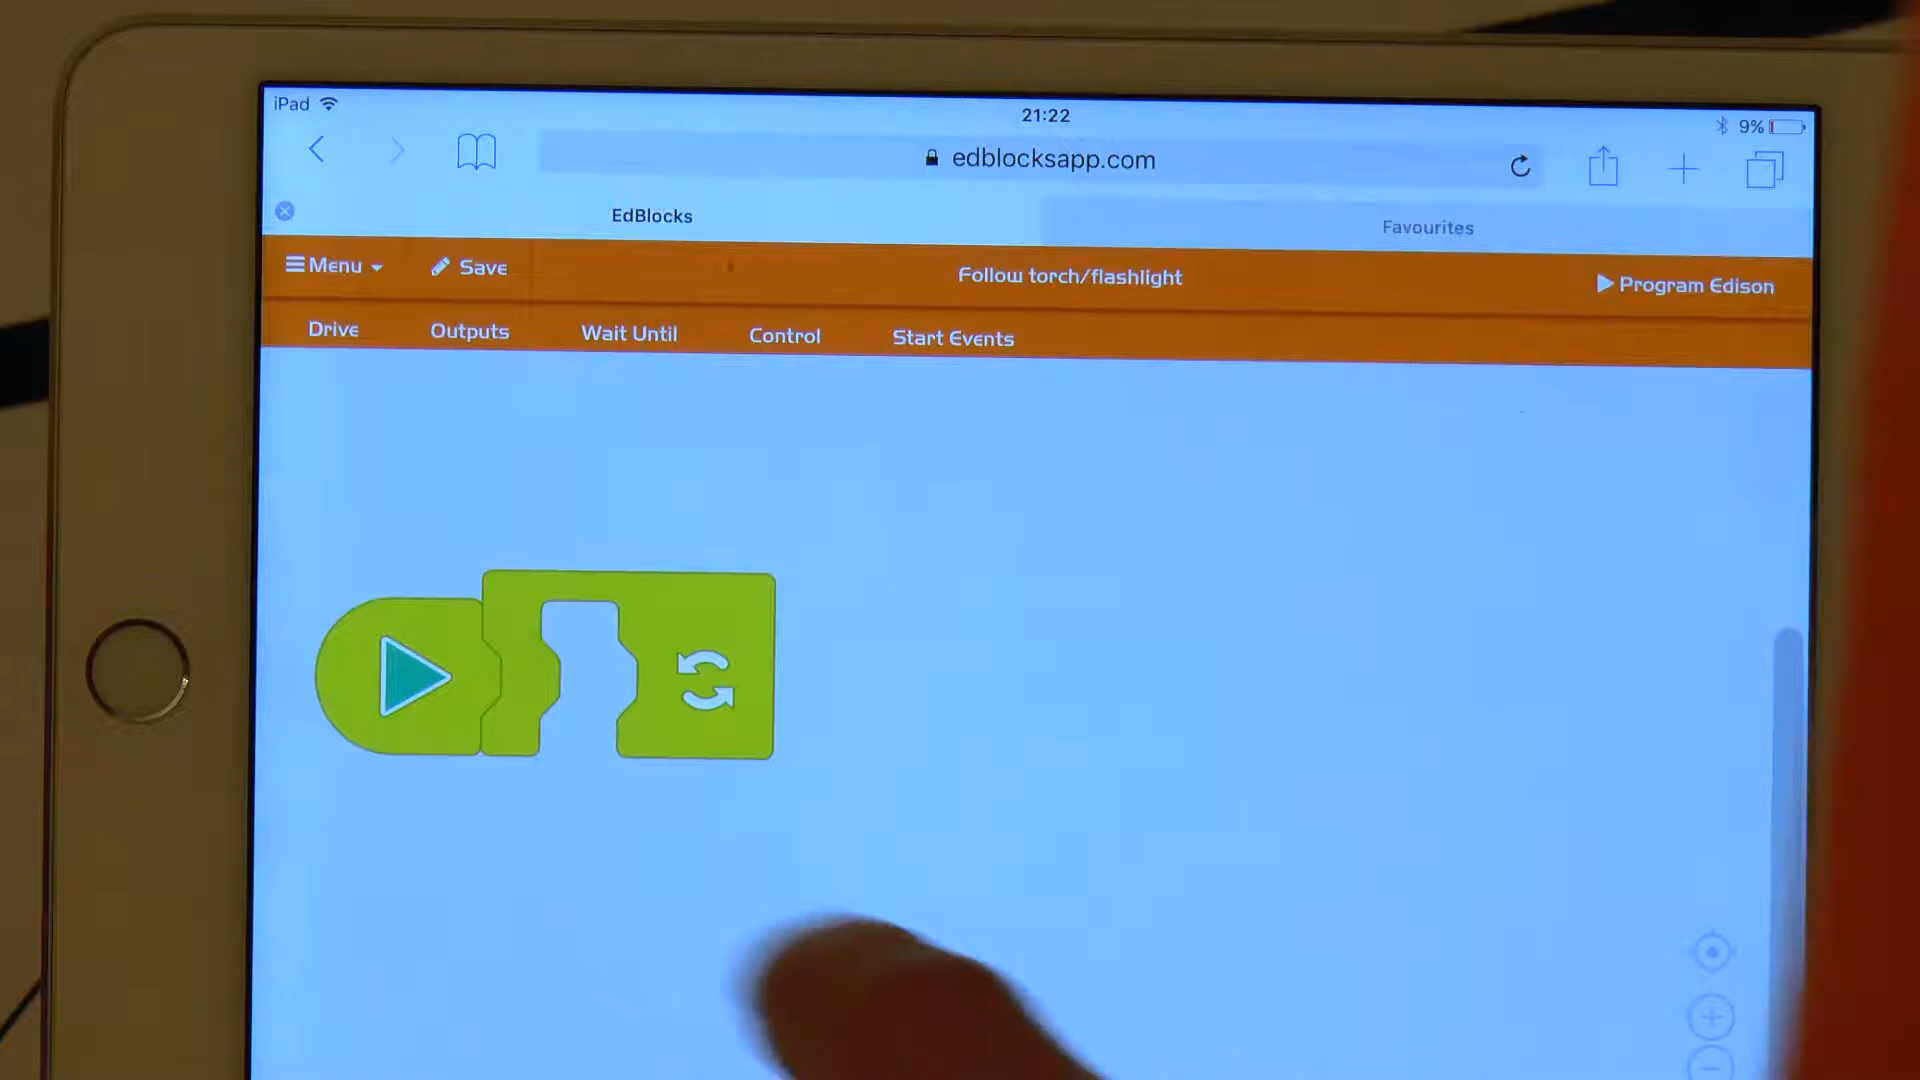 iPad
21:22
9%
edblocksapp.com
EdBlocks
Favourites
Menu
Save
Follow torch/flashlight
Program Edison
Drive
Outputs
Wait Until
Control
Start Events